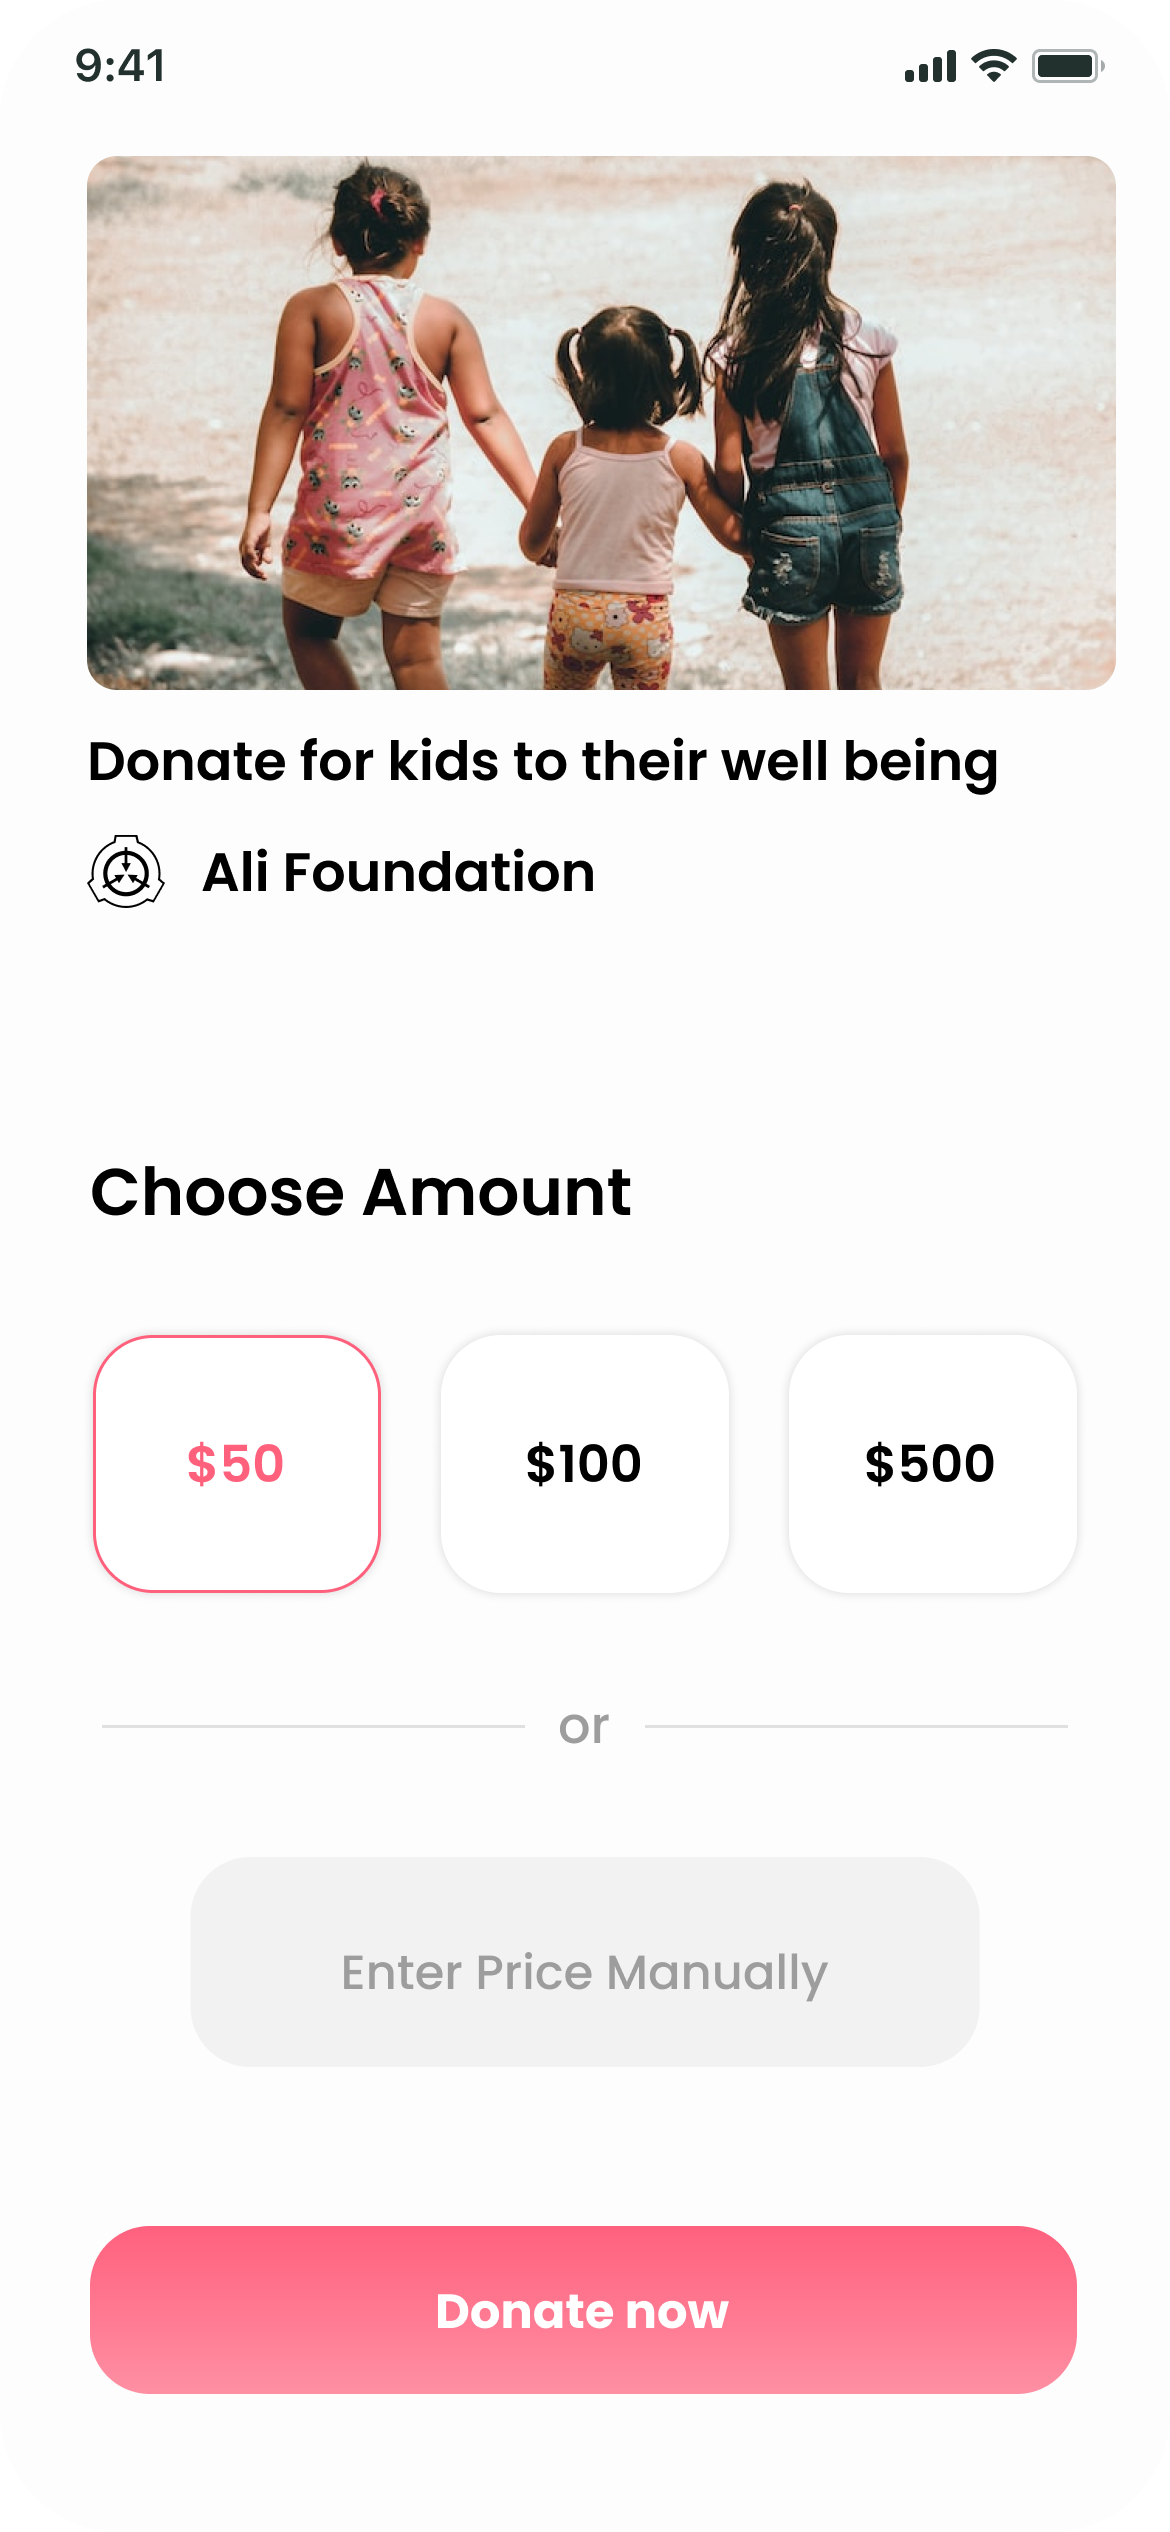 9:41
Donate for kids to their well being
Ali Foundation
Choose Amount
$50 $100 $500
or
Enter Price Manually
Donate now